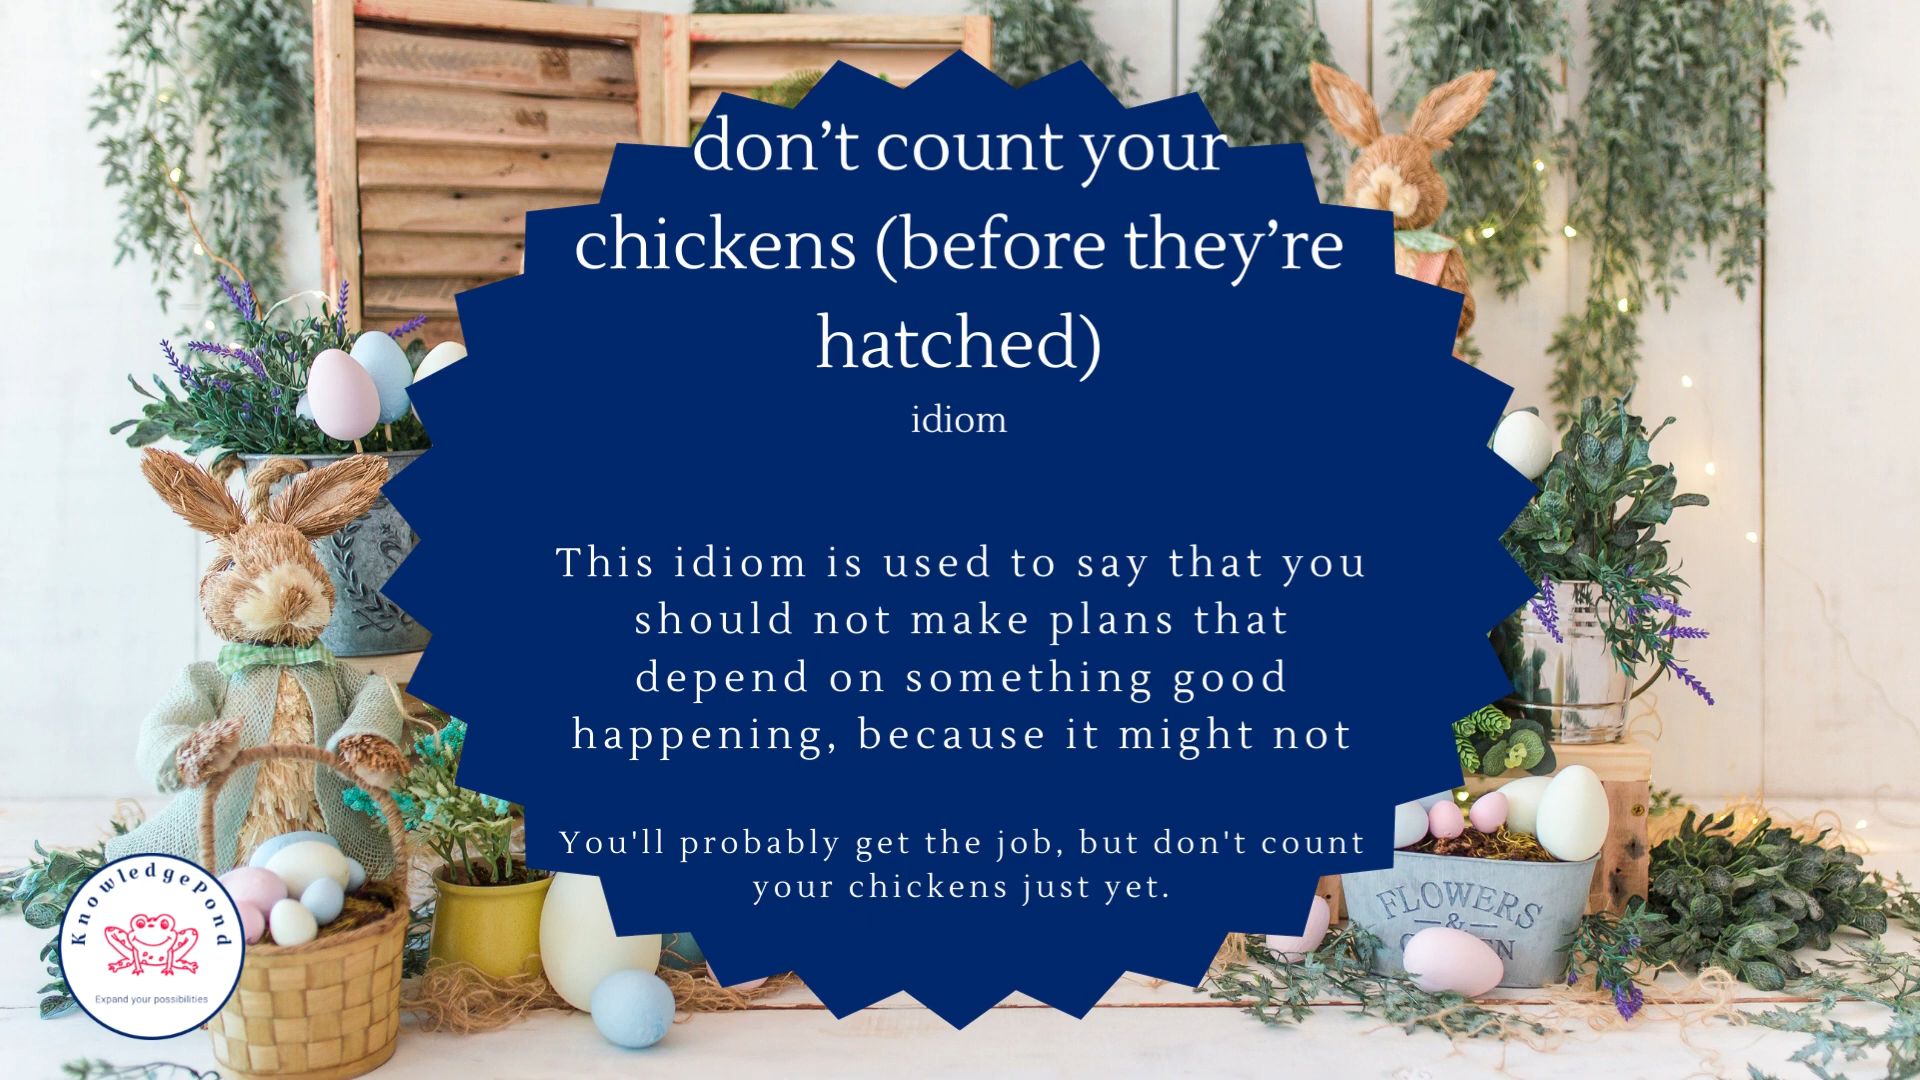 don’t count your
chickens (before they’re
hatched)
idiom
This idiom is used to say that you
should not make plans that
depend on something good
happening, because it might not
You'll probably get the job, but don't count
your chickens just yet.
KnowledgePond
Expand your possibilities
FLOWERS
&